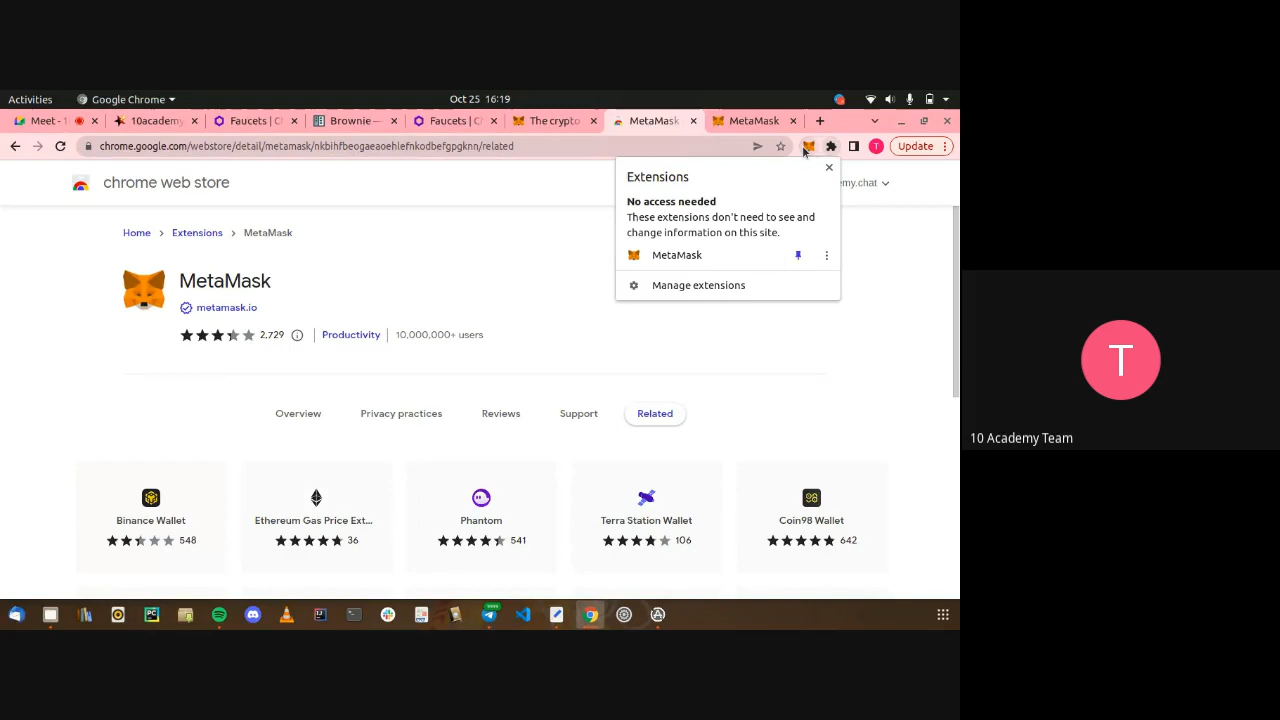 Activities
Google Chrome
Oct 25 16:19
Meet - 1
10academy
Faucets | C
Brownie —
Faucets | C
The crypto
MetaMask
MetaMask
chrome.google.com/webstore/detail/metamask/nkbihfbeogaeaoehlefnkodbefgpgknn/related
T
Update
chrome web store
emy.chat
Extensions
No access needed
These extensions don't need to see and
change information on this site.
MetaMask
Manage extensions
Home
Extensions
MetaMask
MetaMask
metamask.io
2,729
Productivity
10,000,000+ users
Overview
Privacy practices
Reviews
Support
Related
Binance Wallet
548
Ethereum Gas Price Ext...
36
Phantom
541
Terra Station Wallet
106
Coin98 Wallet
642
T
10 Academy Team